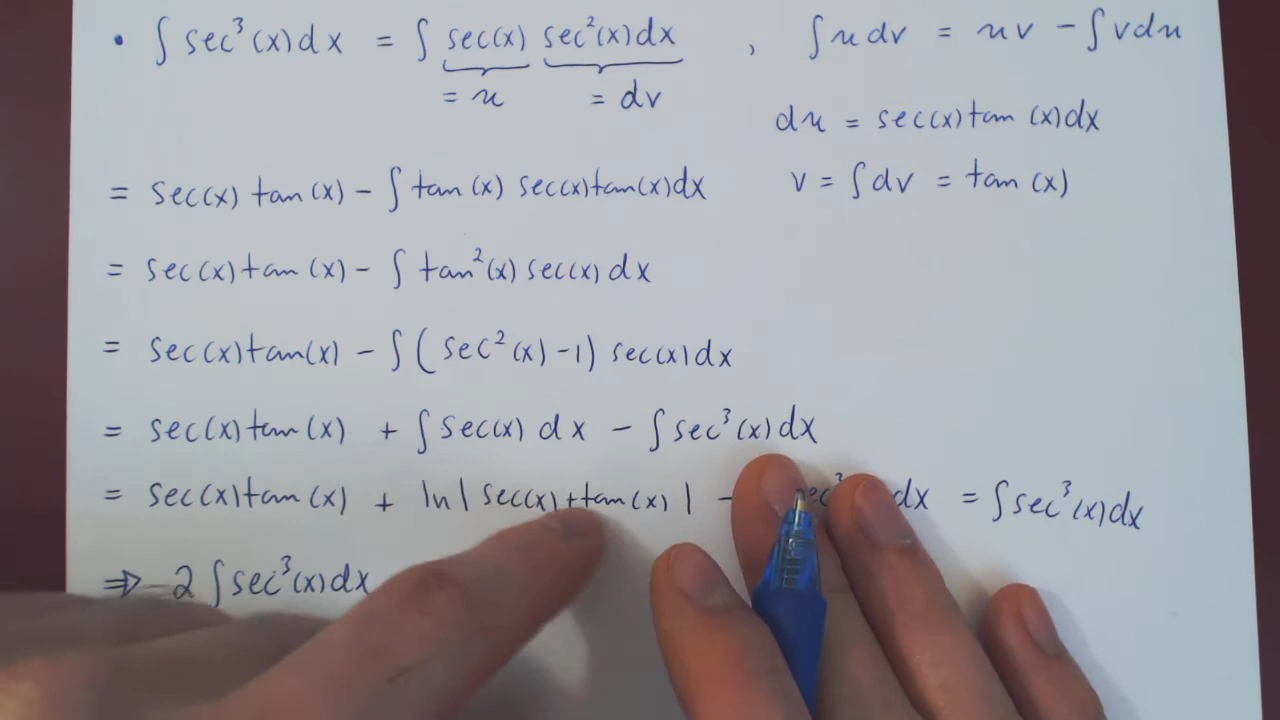 • ∫ sec³(x)dx = ∫ sec(x) sec²(x)dx , ∫u dv = uv − ∫v du
= u = dv
du = sec(x)tan(x)dx
= sec(x) tan(x) − ∫ tan(x) sec(x)tan(x)dx v = ∫dv = tan(x)
= sec(x)tan(x) − ∫ tan²(x) sec(x) dx
= sec(x)tan(x) − ∫(sec²(x)−1) sec(x)dx
= sec(x)tan(x) + ∫sec(x) dx − ∫sec³(x)dx
= sec(x)tan(x) + ln|sec(x)+tan(x)| − dx = ∫sec³(x)dx
⇒ 2∫sec³(x)dx